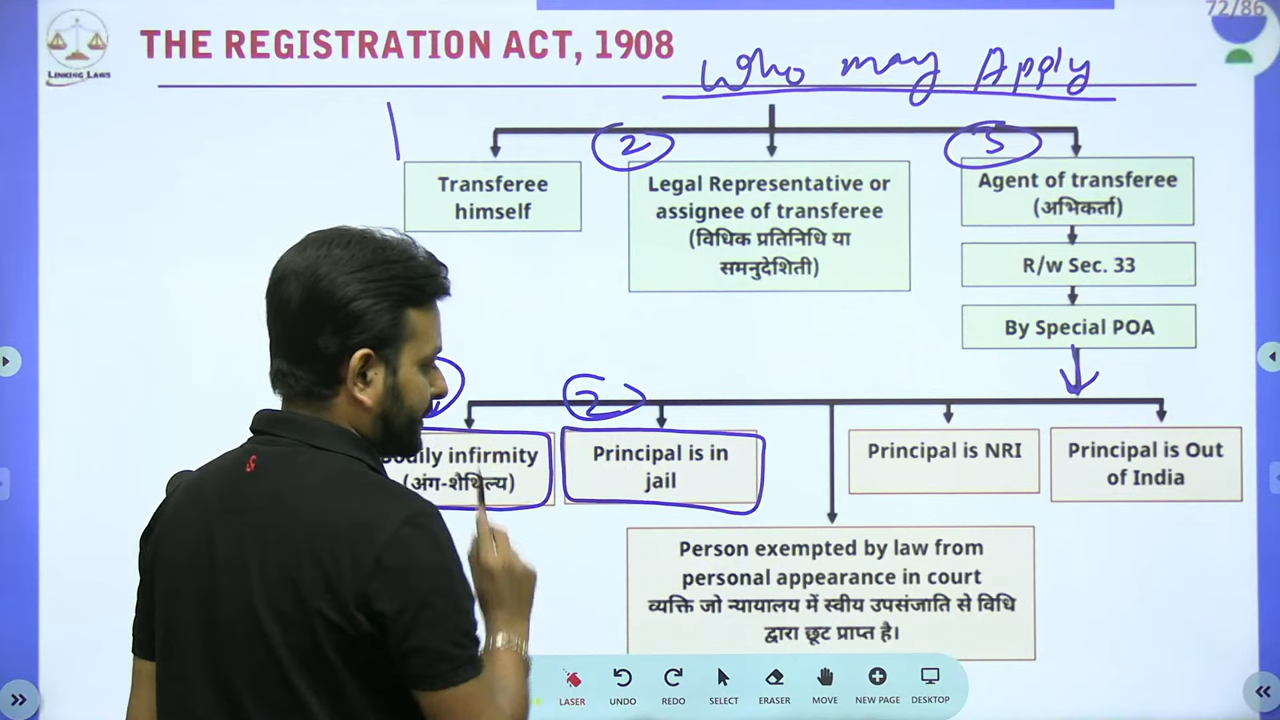 72/86
LINKING LAWS
THE REGISTRATION ACT, 1908
Who may Apply
1
2
3
Transferee
himself
Legal Representative or
assignee of transferee
(विधिक प्रतिनिधि या
समनुदेशिती)
Agent of transferee
(अभिकर्ता)
R/w Sec. 33
By Special POA
2
infirmity
(अंग-शैथिल्य)
Principal is in
jail
Principal is NRI
Principal is Out
of India
Person exempted by law from
personal appearance in court
व्यक्ति जो न्यायालय में स्वीय उपसंजाति से विधि
द्वारा छूट प्राप्त है।
LASER
UNDO
REDO
SELECT
ERASER
MOVE
NEW PAGE
DESKTOP